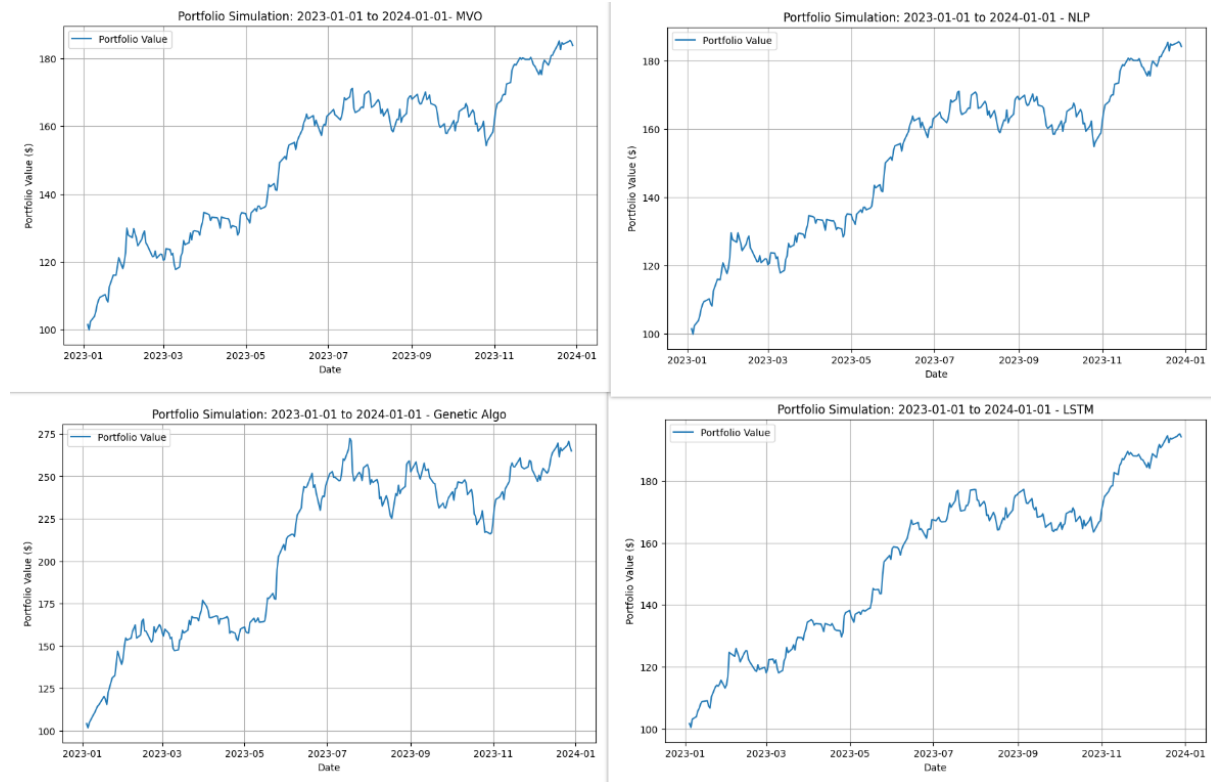 Portfolio Simulation: 2023-01-01 to 2024-01-01- MVO
Portfolio Value
Portfolio Value ($)
180
160
140
120
100
2023-01 2023-03 2023-05 2023-07 2023-09 2023-11 2024-01
Date
Portfolio Simulation: 2023-01-01 to 2024-01-01 - NLP
Portfolio Value
Portfolio Value ($)
180
160
140
120
100
2023-01 2023-03 2023-05 2023-07 2023-09 2023-11 2024-01
Date
Portfolio Simulation: 2023-01-01 to 2024-01-01 - Genetic Algo
Portfolio Value
Portfolio Value ($)
275
250
225
200
175
150
125
100
2023-01 2023-03 2023-05 2023-07 2023-09 2023-11 2024-01
Date
Portfolio Simulation: 2023-01-01 to 2024-01-01 - LSTM
Portfolio Value
Portfolio Value ($)
180
160
140
120
100
2023-01 2023-03 2023-05 2023-07 2023-09 2023-11 2024-01
Date